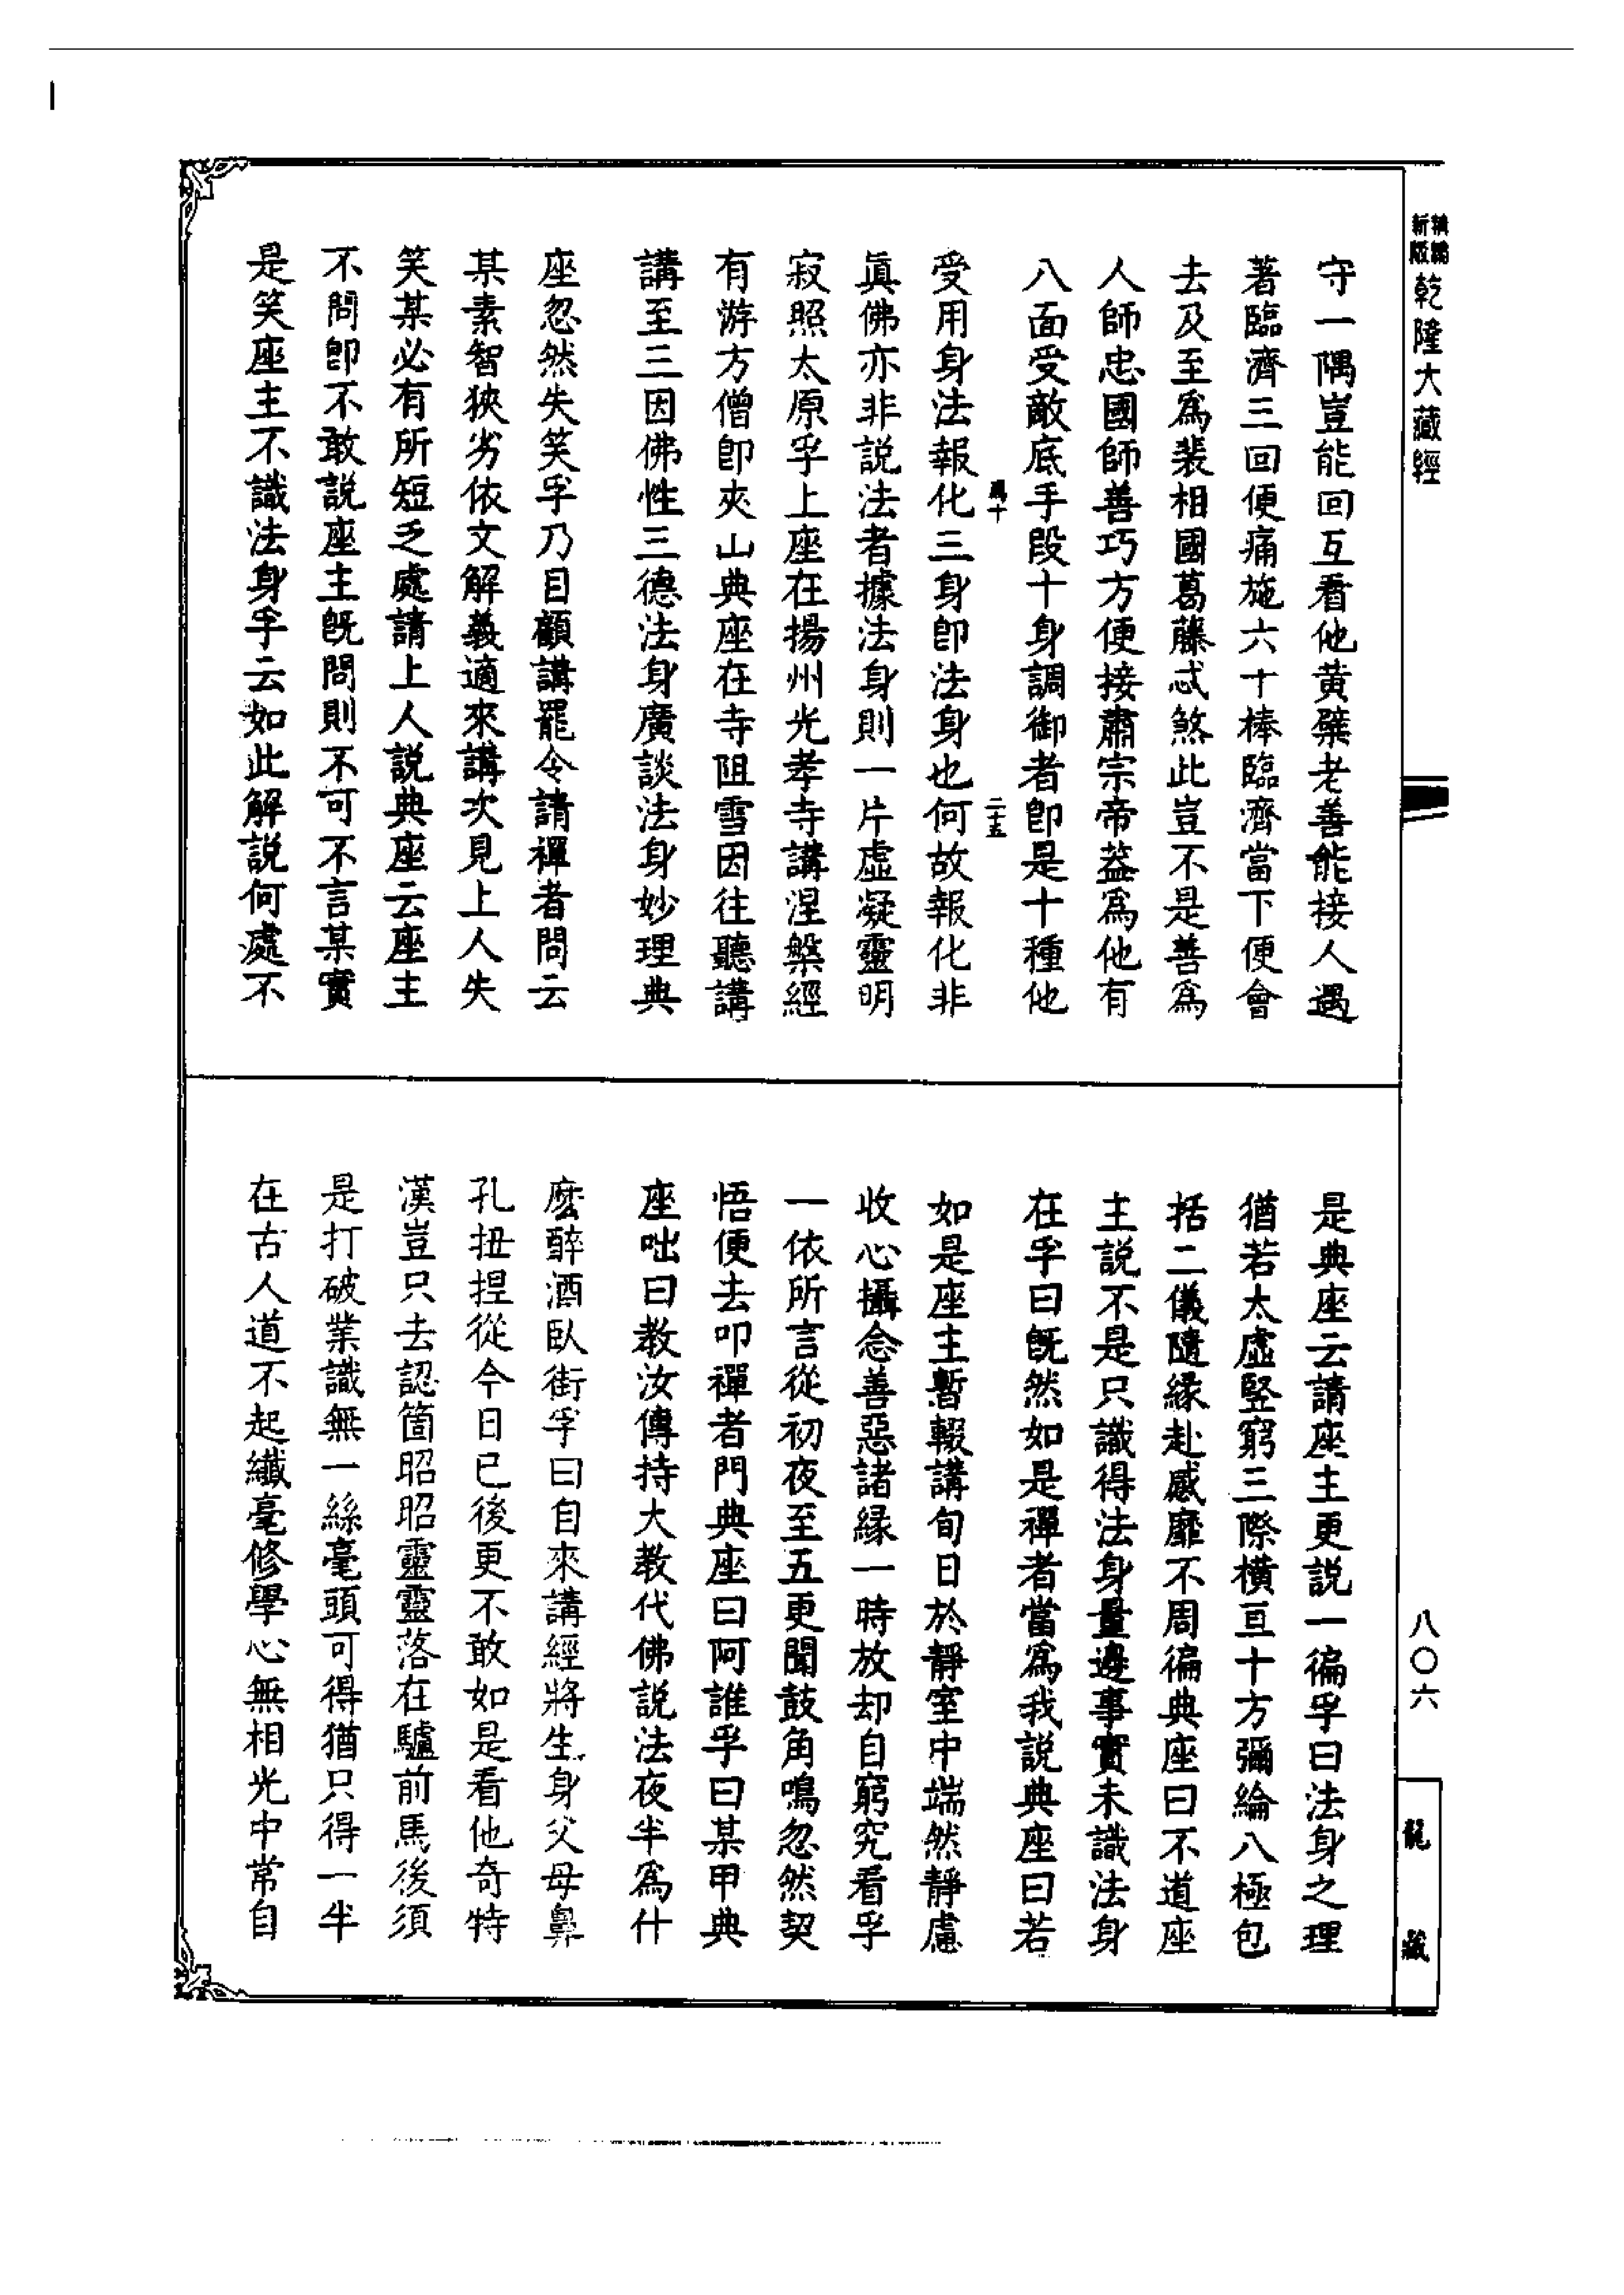 新編
新版
乾隆大藏經
守一隅豈能回互看他黄檗老善能接人遇
著臨濟三回便痛施六十棒臨濟當下便會
去及至爲裴相國葛藤忒煞此豈不是善爲
人師忠國師善巧方便接肅宗帝葢爲他有
八面受敵底手段十身調御者卽是十種他
二十五
受用身法報化三身卽法身也何故報化非
眞佛亦非説法者據法身則一片虛凝靈明
寂照太原孚上座在揚州光孝寺講涅槃經
有游方僧卽夾山典座在寺阻雪因往聽講
講至三因佛性三德法身廣談法身妙理典
座忽然失笑孚乃目顧講罷令請禪者問云
某素智狹劣依文解義適來講次見上人失
笑某必有所短乏處請上人説典座云座主
不問卽不敢説座主旣問則不可不言某實
是笑座主不識法身孚云如此解説何處不
是典座云請座主更説一徧孚曰法身之理
猶若太虛竪窮三際橫亘十方彌綸八極包
括二儀隨緣赴感靡不周徧典座曰不道座
主説不是只識得法身量邊事實未識法身
在孚曰旣然如是禪者當爲我説典座曰若
如是座主暫輟講旬日於靜室中端然靜慮
收心攝念善惡諸緣一時放却自窮究看孚
一依所言從初夜至五更聞鼓角鳴忽然契
悟便去叩禪者門典座曰阿誰孚曰某甲典
座咄曰教汝傳持大教代佛説法夜半爲什
麽醉酒臥街孚曰自來講經將生身父母鼻
孔扭捏從今日已後更不敢如是看他奇特
漢豈只去認箇昭昭靈靈落在驢前馬後須
是打破業識無一絲毫頭可得猶只得一半
在古人道不起纖毫修學心無相光中常自
八〇六
龍藏